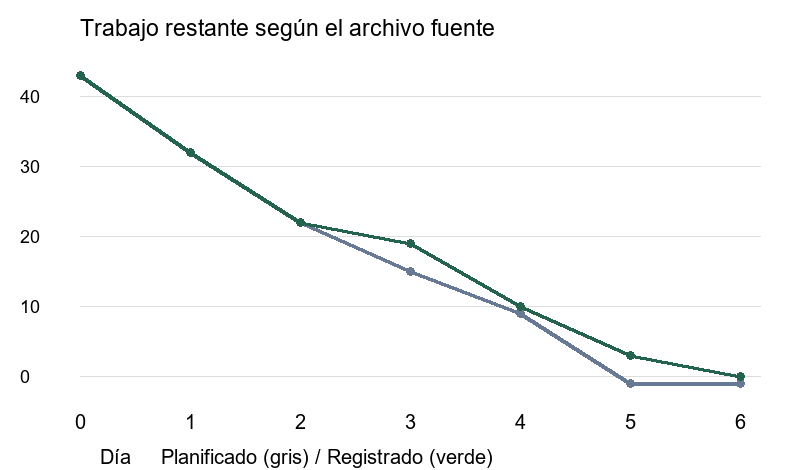 Trabajo restante según el archivo fuente
40
30
20
10
0
0 1 2 3 4 5 6
Día Planificado (gris) / Registrado (verde)